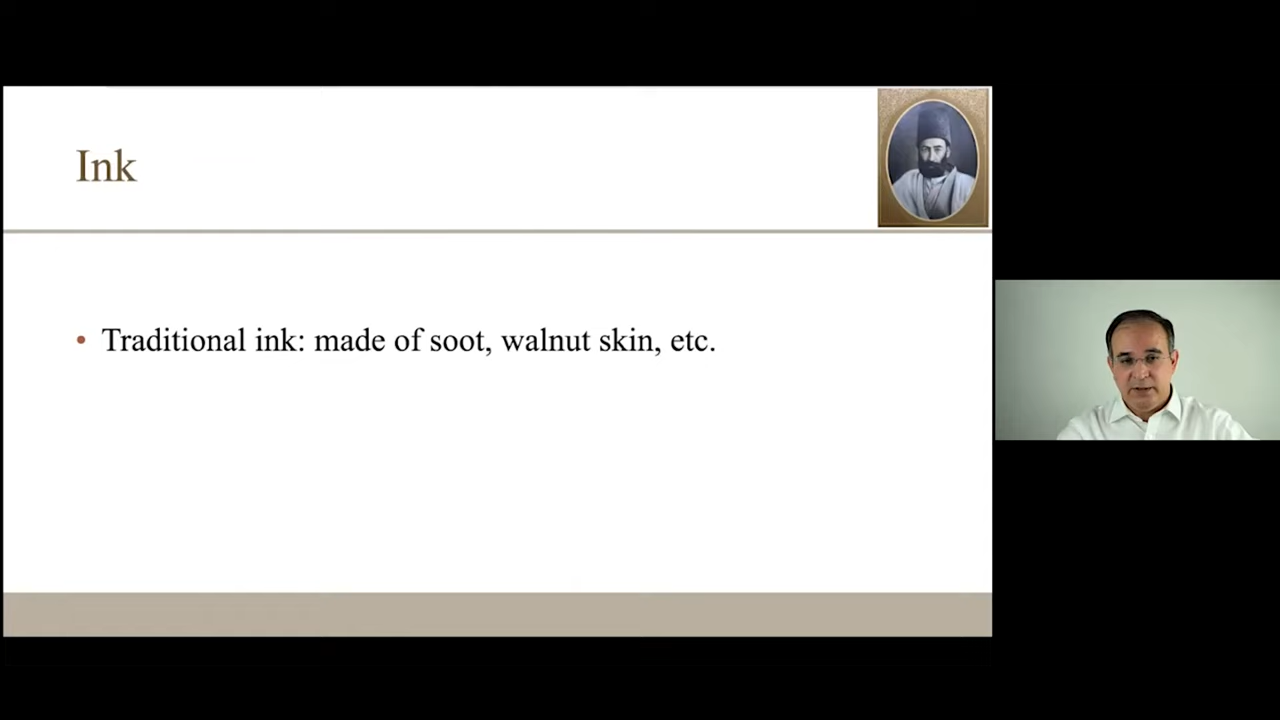 Ink
• Traditional ink: made of soot, walnut skin, etc.